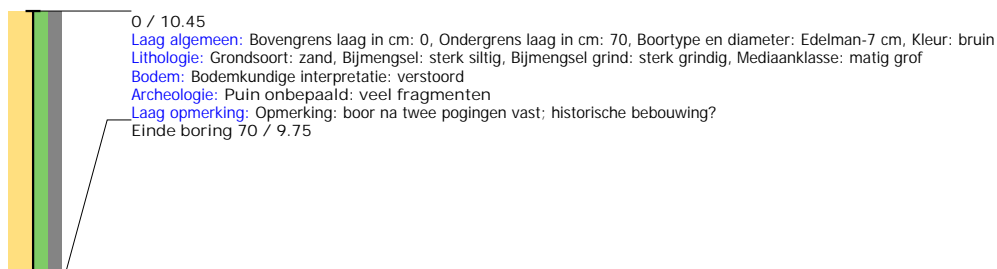 0 / 10.45
Laag algemeen: Bovengrens laag in cm: 0, Ondergrens laag in cm: 70, Boortype en diameter: Edelman-7 cm, Kleur: bruin
Lithologie: Grondsoort: zand, Bijmengsel: sterk siltig, Bijmengsel grind: sterk grindig, Mediaanklasse: matig grof
Bodem: Bodemkundige interpretatie: verstoord
Archeologie: Puin onbepaald: veel fragmenten
Laag opmerking: Opmerking: boor na twee pogingen vast; historische bebouwing?
Einde boring 70 / 9.75